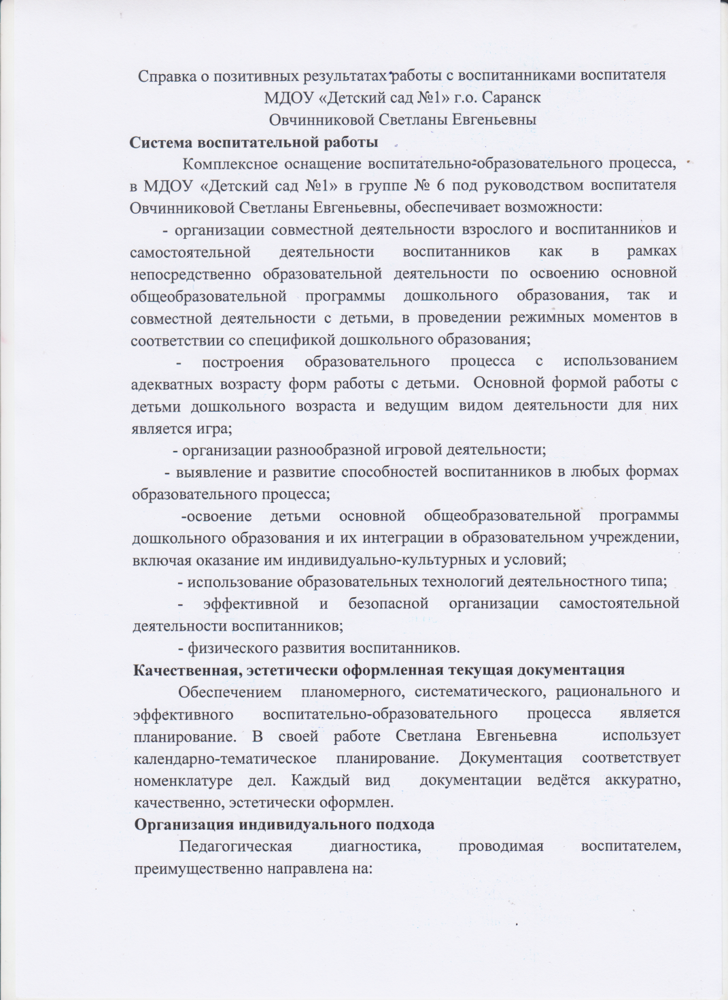 Справка о позитивных результатах работы с воспитанниками воспитателя
МДОУ «Детский сад №1» г.о. Саранск
Овчинниковой Светланы Евгеньевны
Система воспитательной работы
Комплексное оснащение воспитательно-образовательного процесса,
в МДОУ «Детский сад №1» в группе № 6 под руководством воспитателя
Овчинниковой Светланы Евгеньевны, обеспечивает возможности:
- организации совместной деятельности взрослого и воспитанников и
самостоятельной деятельности воспитанников как в рамках
непосредственно образовательной деятельности по освоению основной
общеобразовательной программы дошкольного образования, так и
совместной деятельности с детьми, в проведении режимных моментов в
соответствии со спецификой дошкольного образования;
- построения образовательного процесса с использованием
адекватных возрасту форм работы с детьми. Основной формой работы с
детьми дошкольного возраста и ведущим видом деятельности для них
является игра;
- организации разнообразной игровой деятельности;
- выявление и развитие способностей воспитанников в любых формах
образовательного процесса;
-освоение детьми основной общеобразовательной программы
дошкольного образования и их интеграции в образовательном учреждении,
включая оказание им индивидуально-культурных и условий;
- использование образовательных технологий деятельностного типа;
- эффективной и безопасной организации самостоятельной
деятельности воспитанников;
- физического развития воспитанников.
Качественная, эстетически оформленная текущая документация
Обеспечением планомерного, систематического, рационального и
эффективного воспитательно-образовательного процесса является
планирование. В своей работе Светлана Евгеньевна использует
календарно-тематическое планирование. Документация соответствует
номенклатуре дел. Каждый вид документации ведётся аккуратно,
качественно, эстетически оформлен.
Организация индивидуального подхода
Педагогическая диагностика, проводимая воспитателем,
преимущественно направлена на: